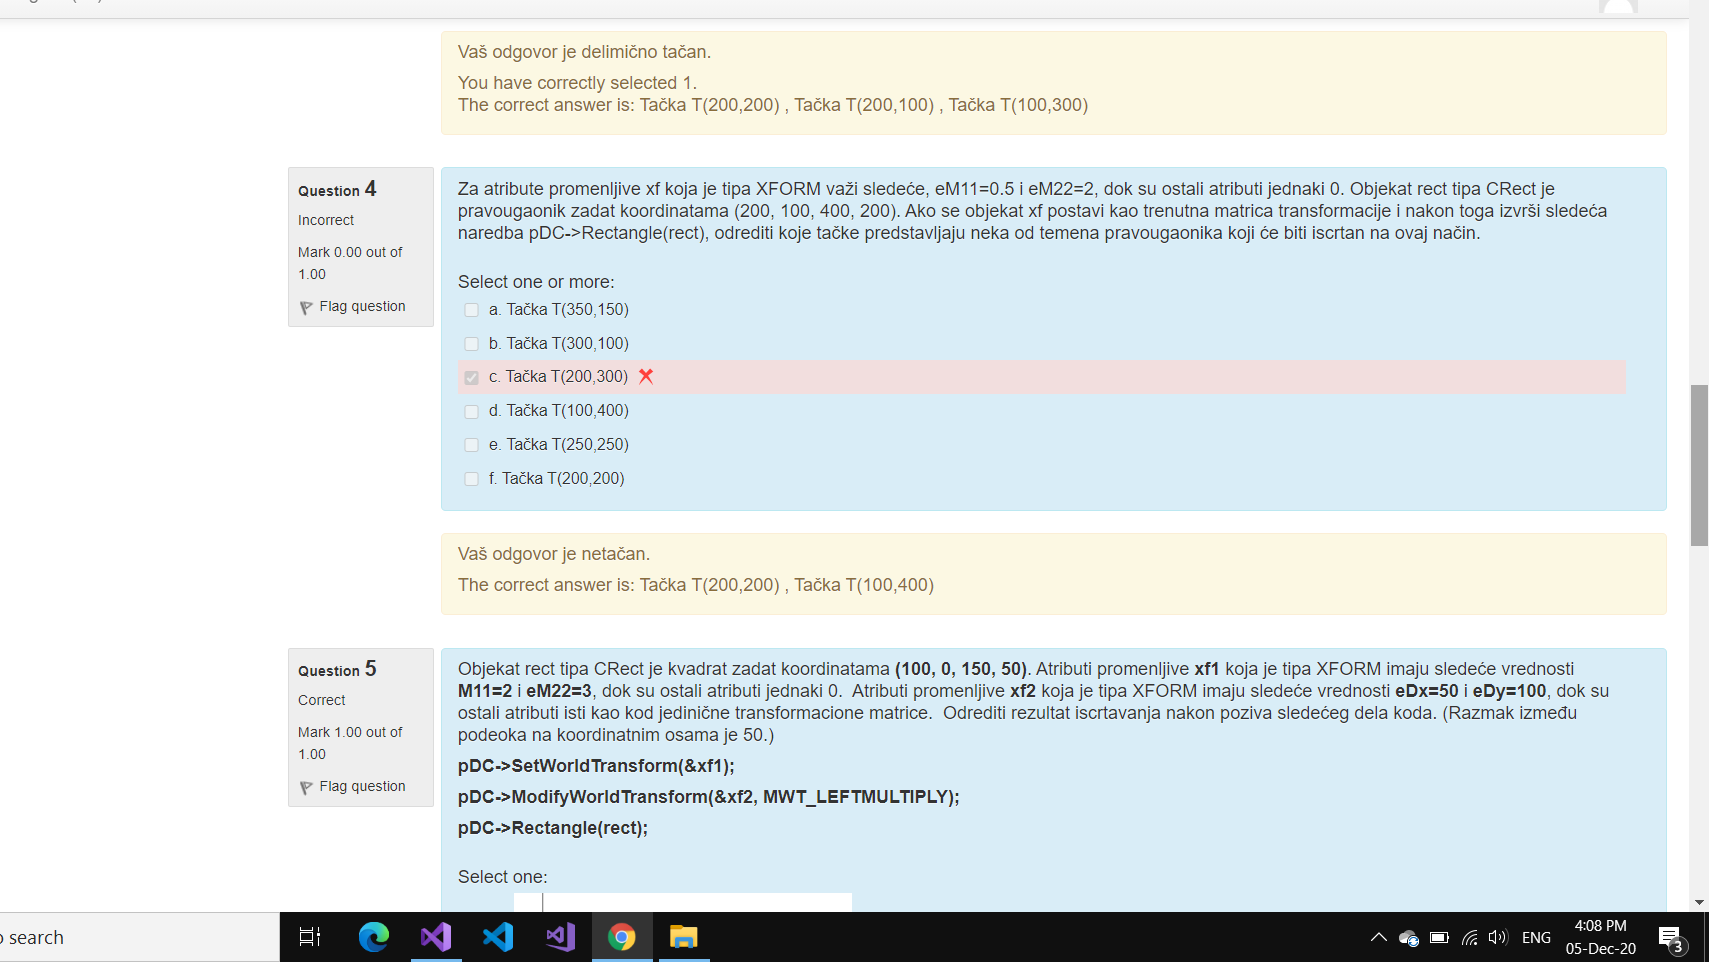 Vaš odgovor je delimično tačan.
You have correctly selected 1.
The correct answer is: Tačka T(200,200) , Tačka T(200,100) , Tačka T(100,300)
Question 4
Incorrect
Mark 0.00 out of
1.00
Flag question
Za atribute promenljive xf koja je tipa XFORM važi sledeće, eM11=0.5 i eM22=2, dok su ostali atributi jednaki 0. Objekat rect tipa CRect je
pravougaonik zadat koordinatama (200, 100, 400, 200). Ako se objekat xf postavi kao trenutna matrica transformacije i nakon toga izvrši sledeća
naredba pDC->Rectangle(rect), odrediti koje tačke predstavljaju neka od temena pravougaonika koji će biti iscrtan na ovaj način.
Select one or more:
a. Tačka T(350,150)
b. Tačka T(300,100)
c. Tačka T(200,300)
d. Tačka T(100,400)
e. Tačka T(250,250)
f. Tačka T(200,200)
Vaš odgovor je netačan.
The correct answer is: Tačka T(200,200) , Tačka T(100,400)
Question 5
Correct
Mark 1.00 out of
1.00
Flag question
Objekat rect tipa CRect je kvadrat zadat koordinatama (100, 0, 150, 50). Atributi promenljive xf1 koja je tipa XFORM imaju sledeće vrednosti
M11=2 i eM22=3, dok su ostali atributi jednaki 0. Atributi promenljive xf2 koja je tipa XFORM imaju sledeće vrednosti eDx=50 i eDy=100, dok su
ostali atributi isti kao kod jedinične transformacione matrice. Odrediti rezultat iscrtavanja nakon poziva sledećeg dela koda. (Razmak između
podeoka na koordinatnim osama je 50.)
pDC->SetWorldTransform(&xf1);
pDC->ModifyWorldTransform(&xf2, MWT_LEFTMULTIPLY);
pDC->Rectangle(rect);
Select one:
search
ENG
4:08 PM
05-Dec-20
3